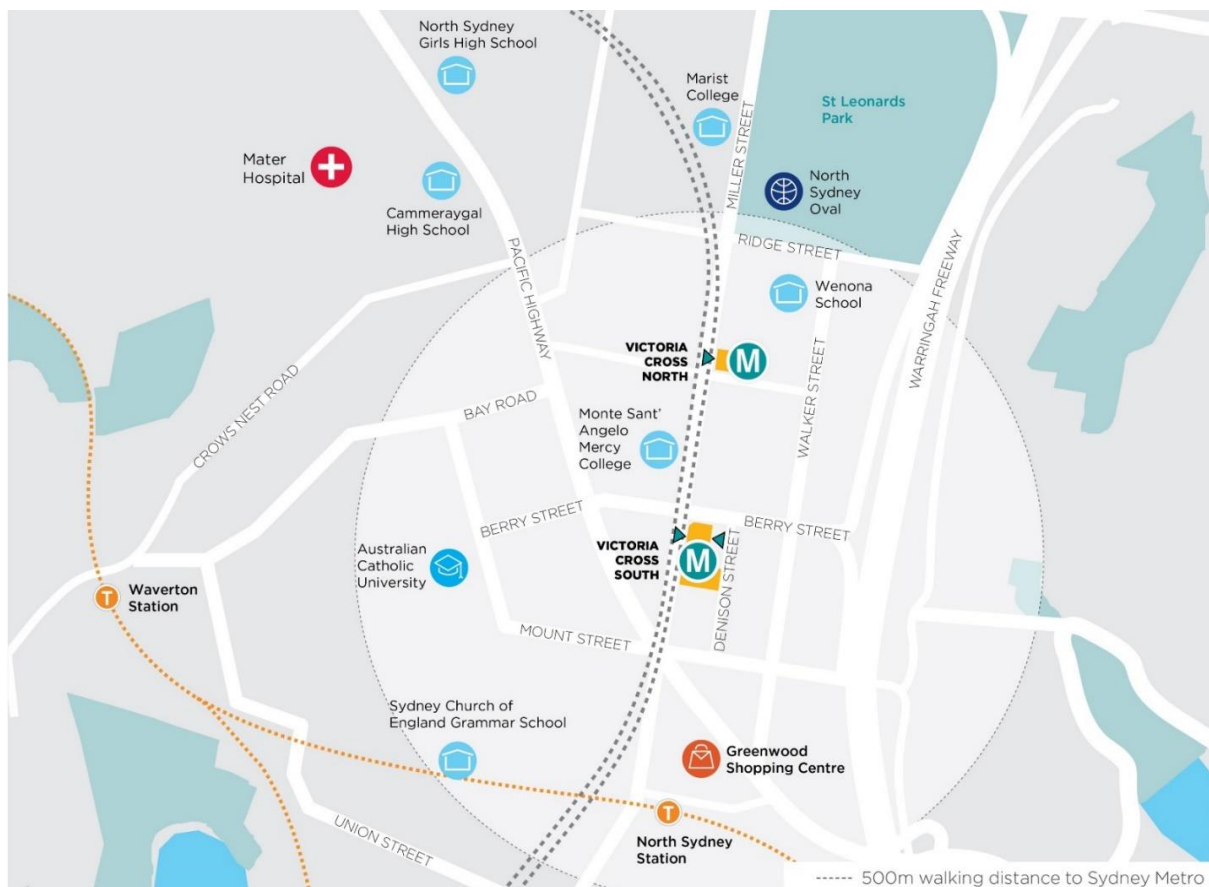 North Sydney
Girls High School
Marist
College
St Leonards
Park
MILLER STREET
Mater
Hospital
North
Sydney
Oval
Cammeraygal
High School
RIDGE STREET
PACIFIC HIGHWAY
WARRINGAH FREEWAY
Wenona
School
VICTORIA
CROSS
NORTH
M
WALKER STREET
CROWS NEST ROAD
BAY ROAD
Monte Sant'
Angelo
Mercy
College
BERRY STREET
BERRY STREET
VICTORIA
CROSS
SOUTH
M
DENISON STREET
Australian
Catholic
University
T
Waverton
Station
MOUNT STREET
Sydney Church of
England Grammar School
Greenwood
Shopping Centre
T
North Sydney
Station
UNION STREET
500m walking distance to Sydney Metro